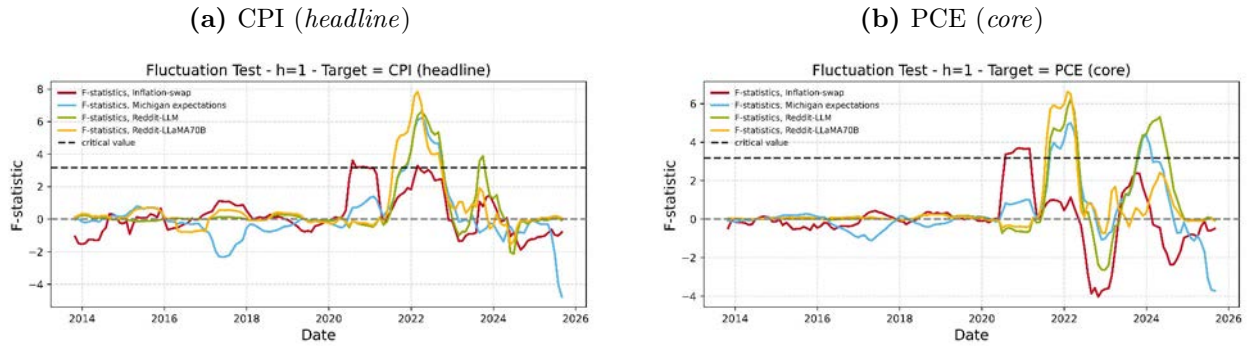 (a) CPI (headline)
Fluctuation Test - h=1 - Target = CPI (headline)
F-statistics, Inflation-swap
F-statistics, Michigan expectations
F-statistics, Reddit-LLM
F-statistics, Reddit-LLaMA70B
critical value
F-statistic
8
6
4
2
0
−2
−4
2014 2016 2018 2020 2022 2024 2026
Date
(b) PCE (core)
Fluctuation Test - h=1 - Target = PCE (core)
F-statistics, Inflation-swap
F-statistics, Michigan expectations
F-statistics, Reddit-LLM
F-statistics, Reddit-LLaMA70B
critical value
F-statistic
6
4
2
0
−2
−4
2014 2016 2018 2020 2022 2024 2026
Date